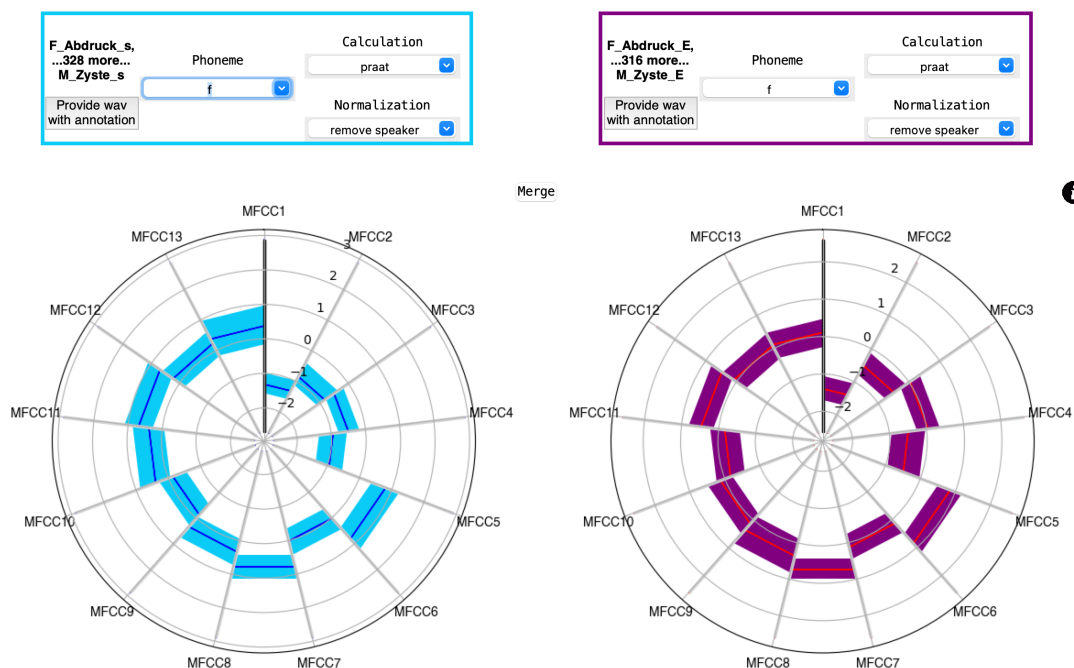 F_Abdruck_s,
...328 more...
M_Zyste_s
Provide wav
with annotation
Phoneme
f
Calculation
praat
Normalization
remove speaker
F_Abdruck_E,
...316 more...
M_Zyste_E
Provide wav
with annotation
Phoneme
f
Calculation
praat
Normalization
remove speaker
Merge
MFCC1
MFCC2
MFCC3
MFCC4
MFCC5
MFCC6
MFCC7
MFCC8
MFCC9
MFCC10
MFCC11
MFCC12
MFCC13
3
2
1
0
−1
−2
MFCC1
MFCC2
MFCC3
MFCC4
MFCC5
MFCC6
MFCC7
MFCC8
MFCC9
MFCC10
MFCC11
MFCC12
MFCC13
2
1
0
−1
−2